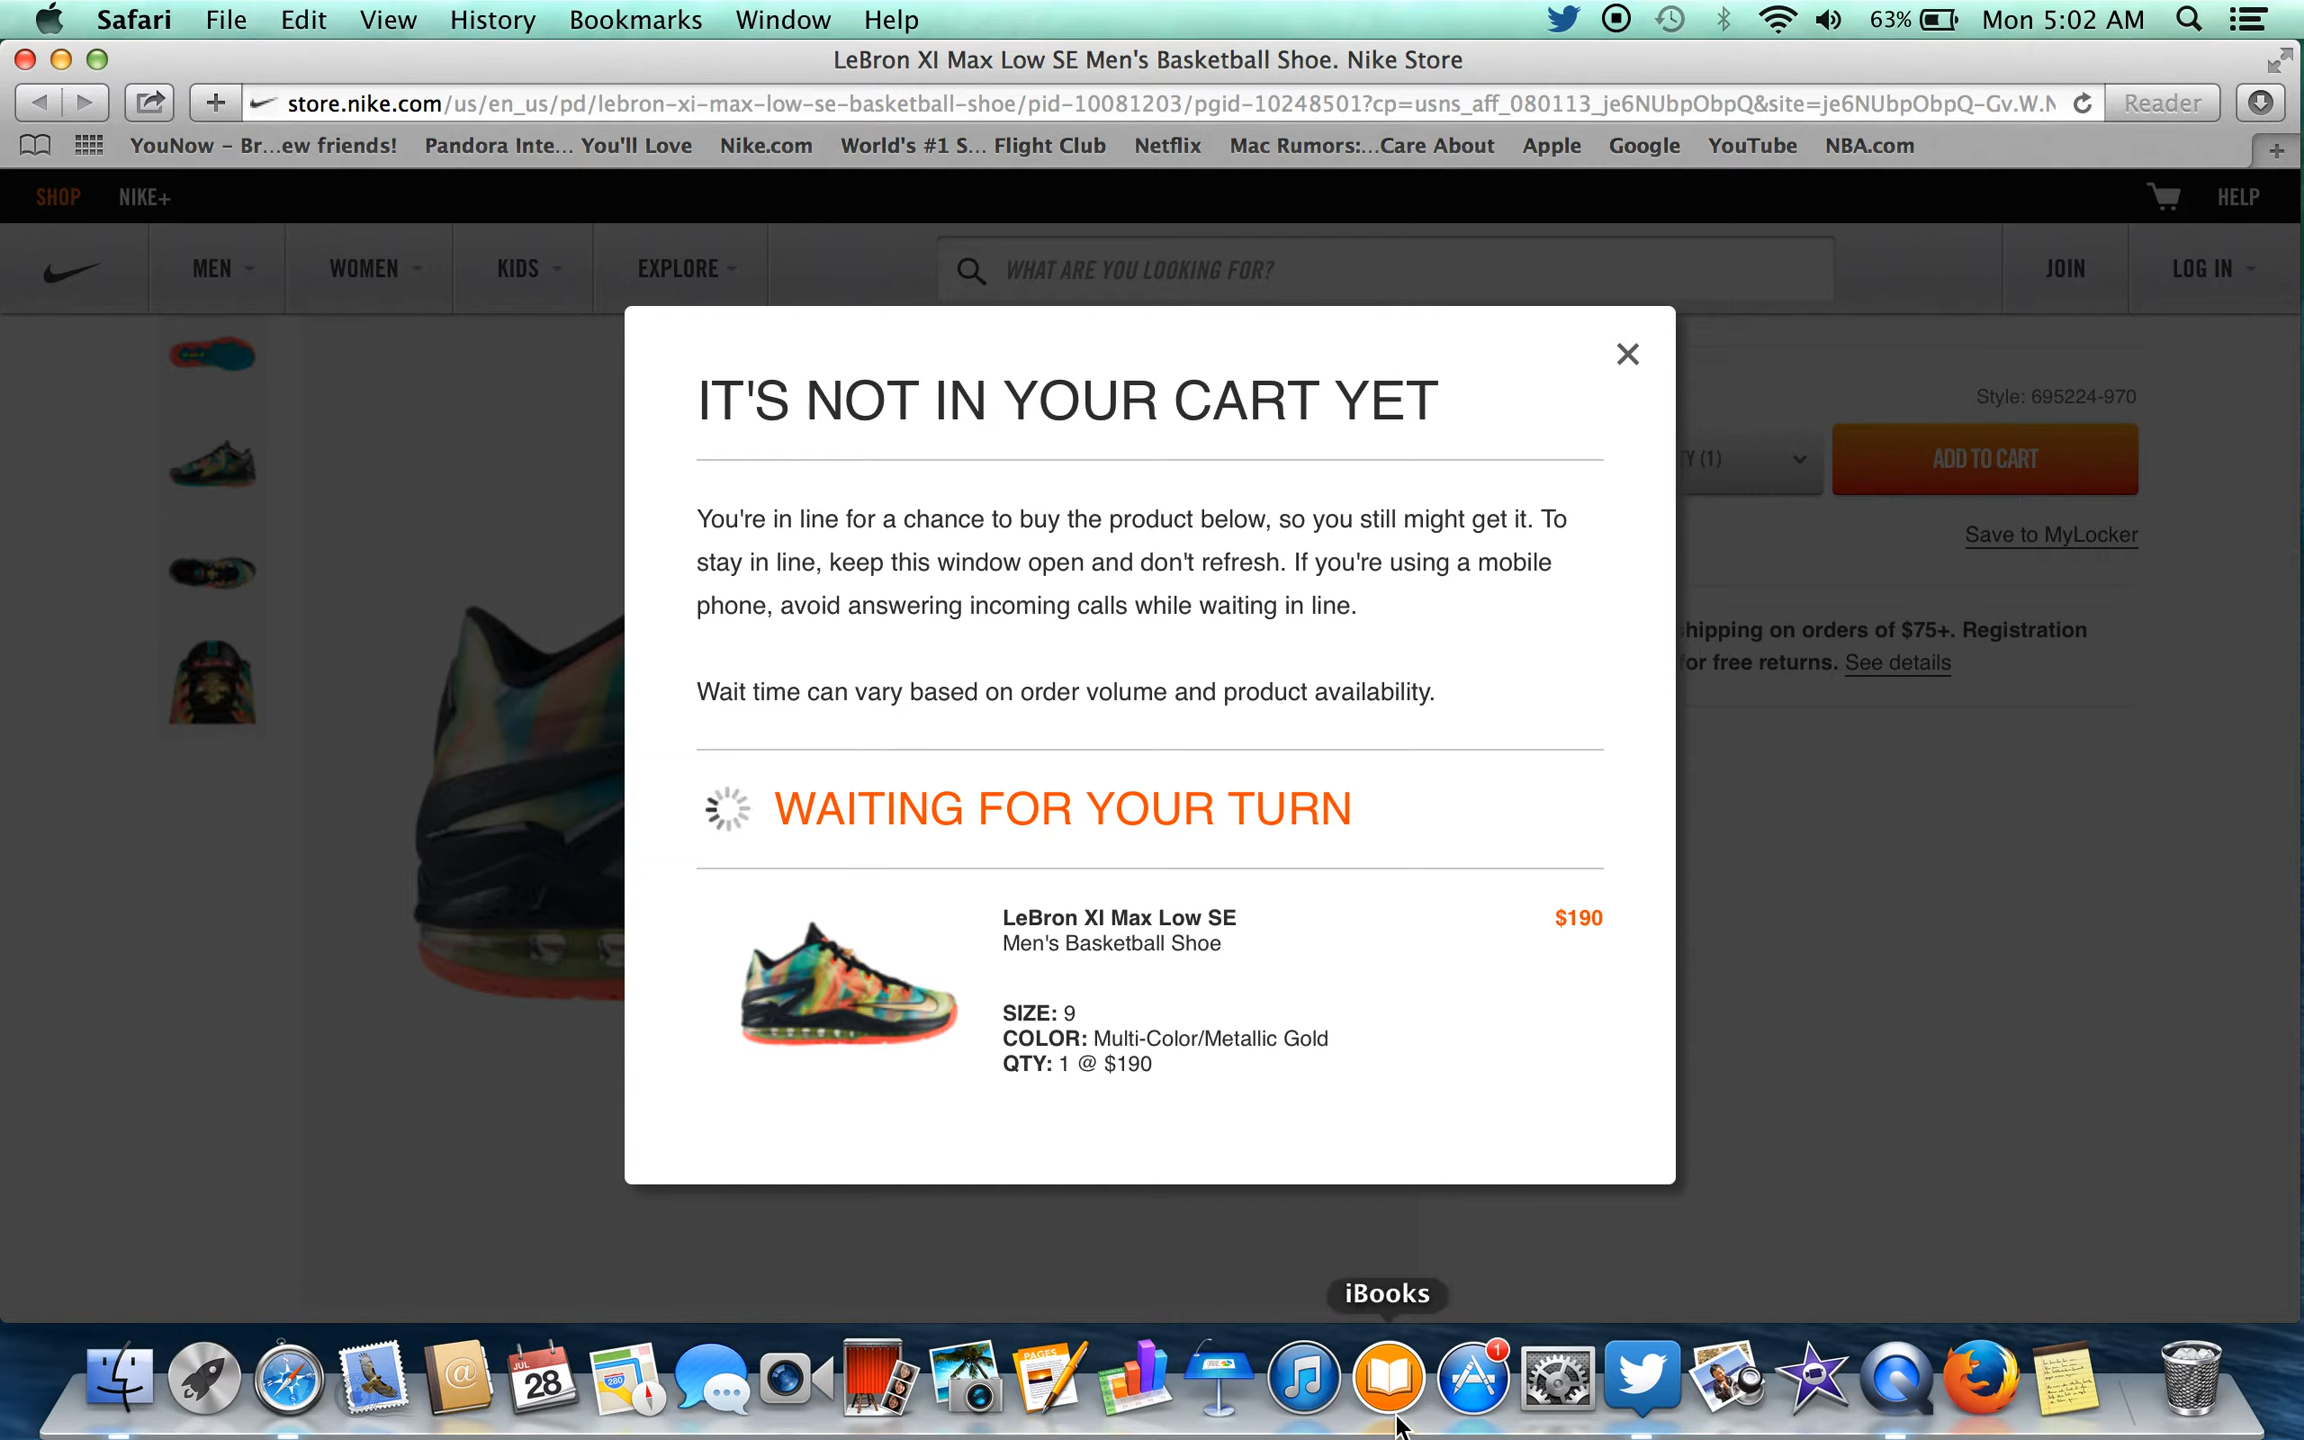 Safari File Edit View History Bookmarks Window Help 63% Mon 5:02 AM
LeBron XI Max Low SE Men's Basketball Shoe. Nike Store
store.nike.com/us/en_us/pd/lebron-xi-max-low-se-basketball-shoe/pid-10081203/pgid-10248501?cp=usns_aff_080113_je6NUbpObpQ&site=je6NUbpObpQ-Gv.W.N Reader
YouNow – Br...ew friends! Pandora Inte... You'll Love Nike.com World's #1 S... Flight Club Netflix Mac Rumors:...Care About Apple Google YouTube NBA.com
SHOP NIKE+ HELP
MEN WOMEN KIDS EXPLORE WHAT ARE YOU LOOKING FOR? JOIN LOG IN
IT'S NOT IN YOUR CART YET
Style: 695224-970
TY (1) ADD TO CART
You're in line for a chance to buy the product below, so you still might get it. To
stay in line, keep this window open and don't refresh. If you're using a mobile
phone, avoid answering incoming calls while waiting in line.
Save to MyLocker
hipping on orders of $75+. Registration
or free returns. See details
Wait time can vary based on order volume and product availability.
WAITING FOR YOUR TURN
LeBron XI Max Low SE $190
Men's Basketball Shoe
SIZE: 9
COLOR: Multi-Color/Metallic Gold
QTY: 1 @ $190
iBooks
JUL
28
PAGES
280
1